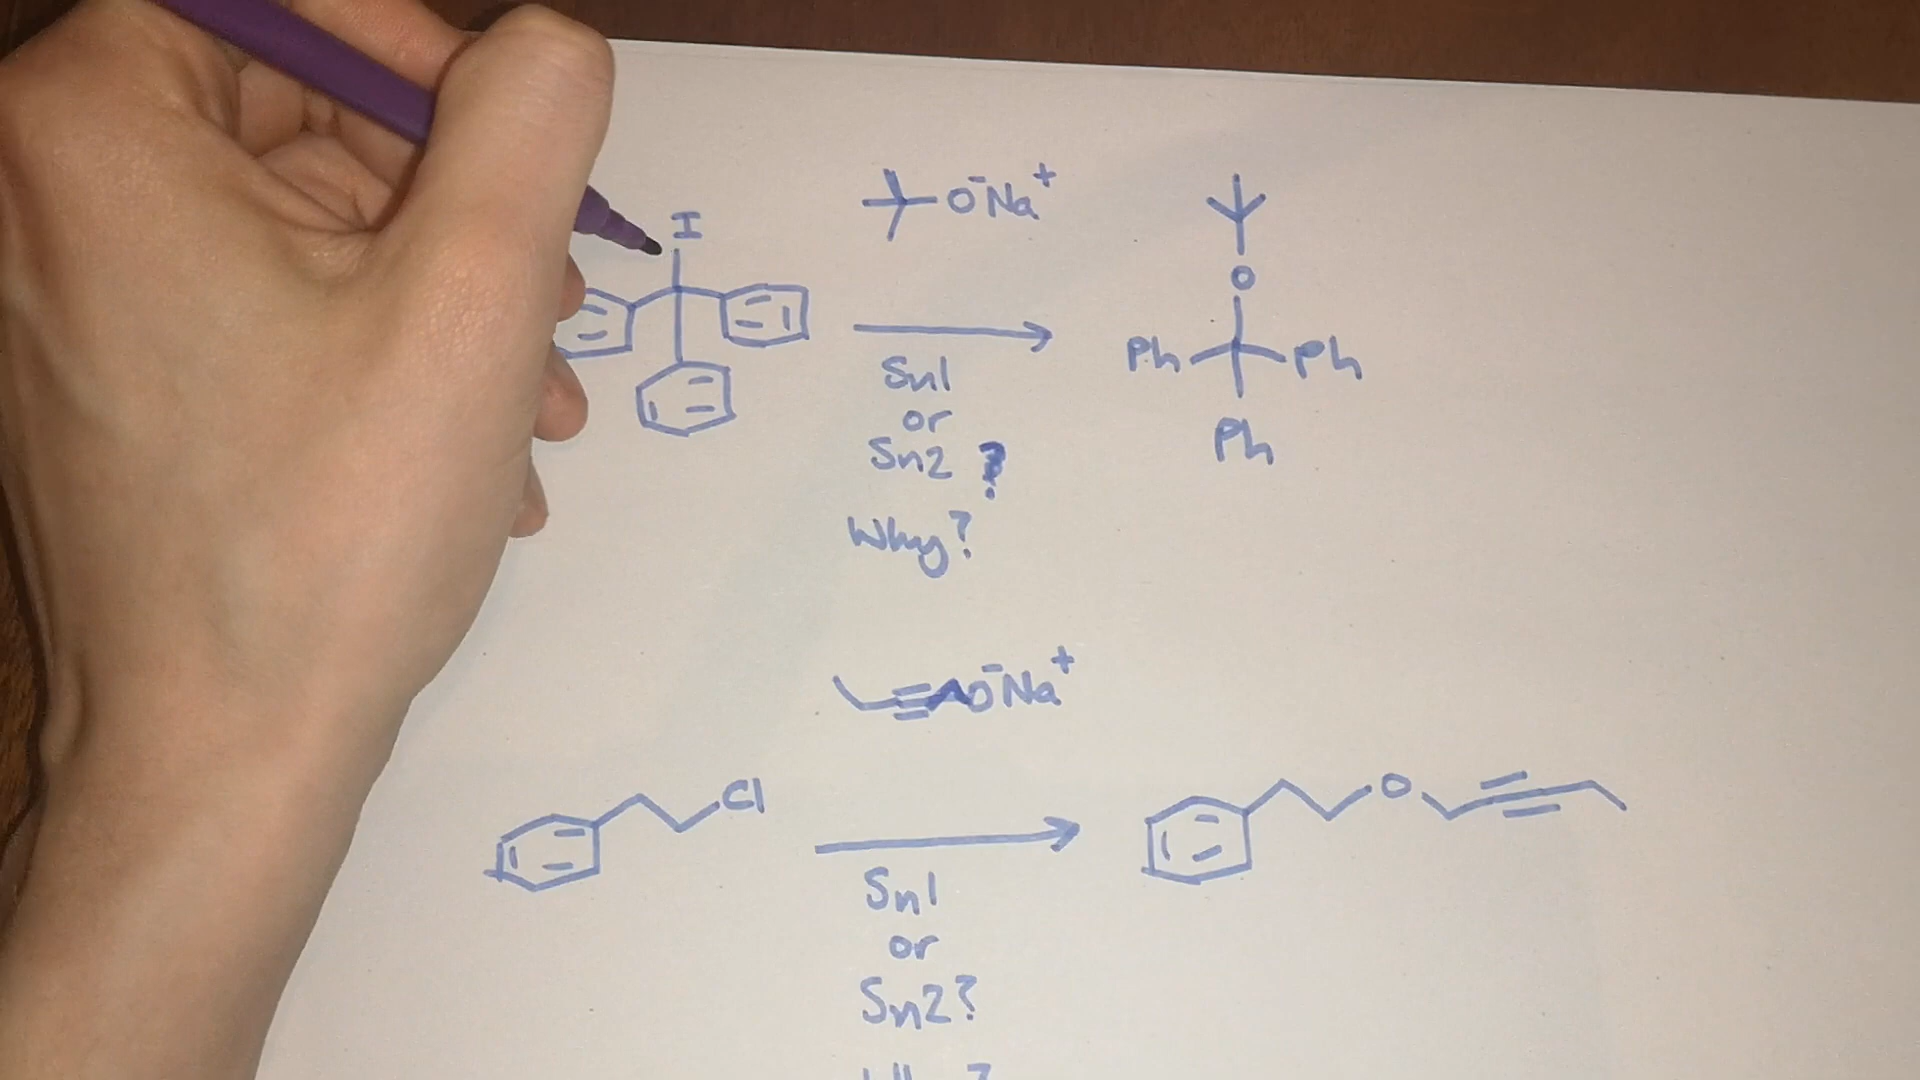 I
O⁻Na⁺
O
Ph
Ph
Ph
Sn1
or
Sn2 ?
Why?
O⁻Na⁺
Cl
O
Sn1
or
Sn2?